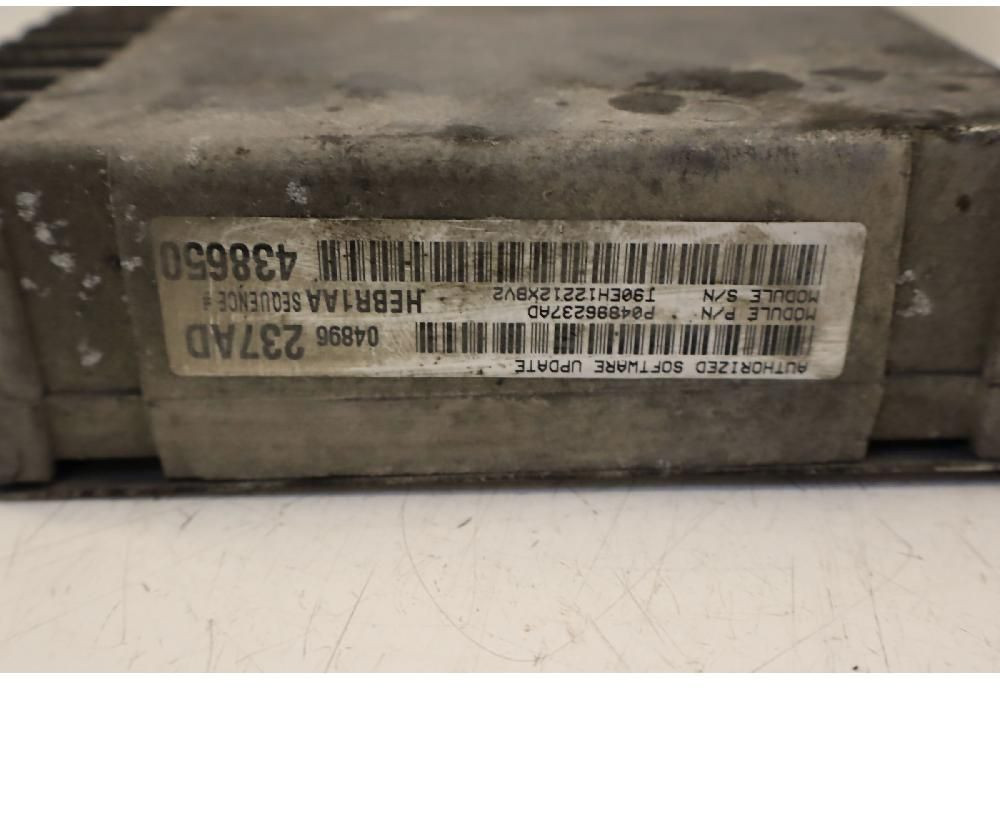 AUTHORIZED SOFTWARE UPDATE
04896 237AD
MODULE P/N P04896237AD
MODULE S/N T90EH12212XBV2
HEBR1AA SEQUENCE #
438650